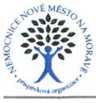 NEMOCNICE NOVÉ MĚSTO NA MORAVĚ
příspěvková organizace